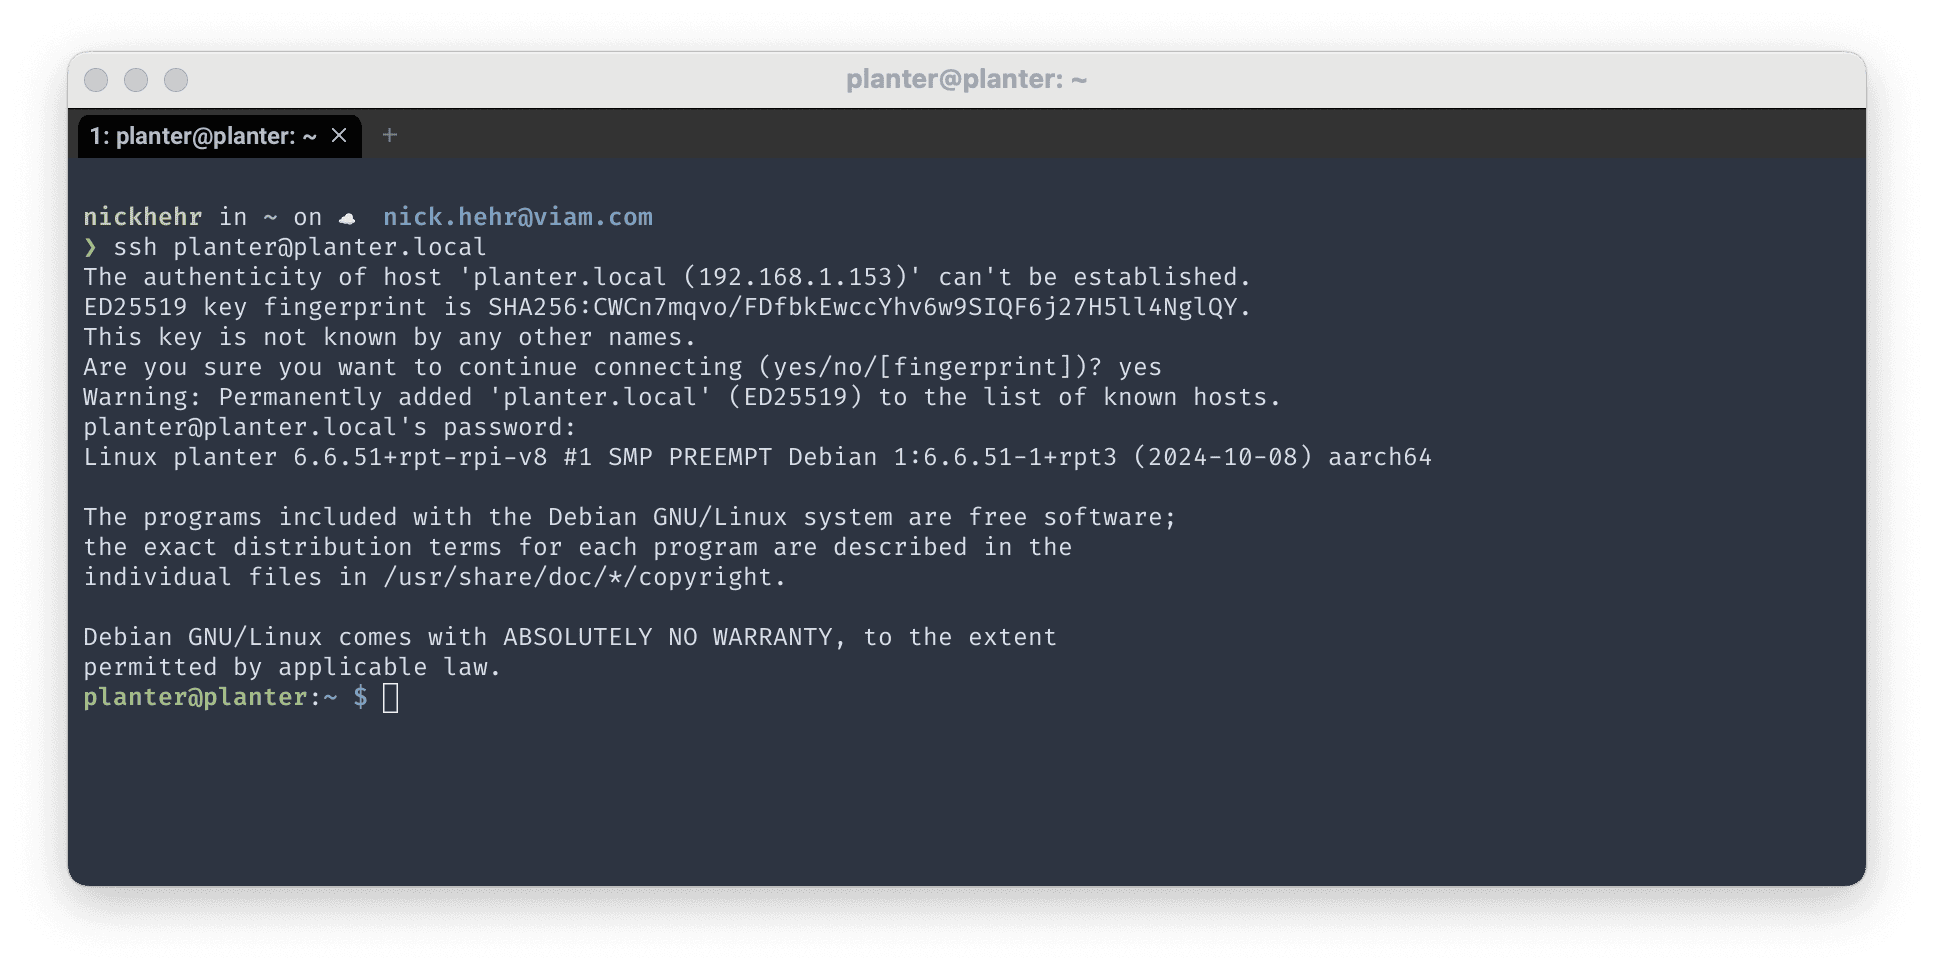 planter@planter: ~
1: planter@planter: ~ × +
nickhehr in ~ on ☁ nick.hehr@viam.com
❯ ssh planter@planter.local
The authenticity of host 'planter.local (192.168.1.153)' can't be established.
ED25519 key fingerprint is SHA256:CWCn7mqvo/FDfbkEwccYhv6w9SIQF6j27H5ll4NglQY.
This key is not known by any other names.
Are you sure you want to continue connecting (yes/no/[fingerprint])? yes
Warning: Permanently added 'planter.local' (ED25519) to the list of known hosts.
planter@planter.local's password:
Linux planter 6.6.51+rpt-rpi-v8 #1 SMP PREEMPT Debian 1:6.6.51-1+rpt3 (2024-10-08) aarch64
The programs included with the Debian GNU/Linux system are free software;
the exact distribution terms for each program are described in the
individual files in /usr/share/doc/*/copyright.
Debian GNU/Linux comes with ABSOLUTELY NO WARRANTY, to the extent
permitted by applicable law.
planter@planter:~ $